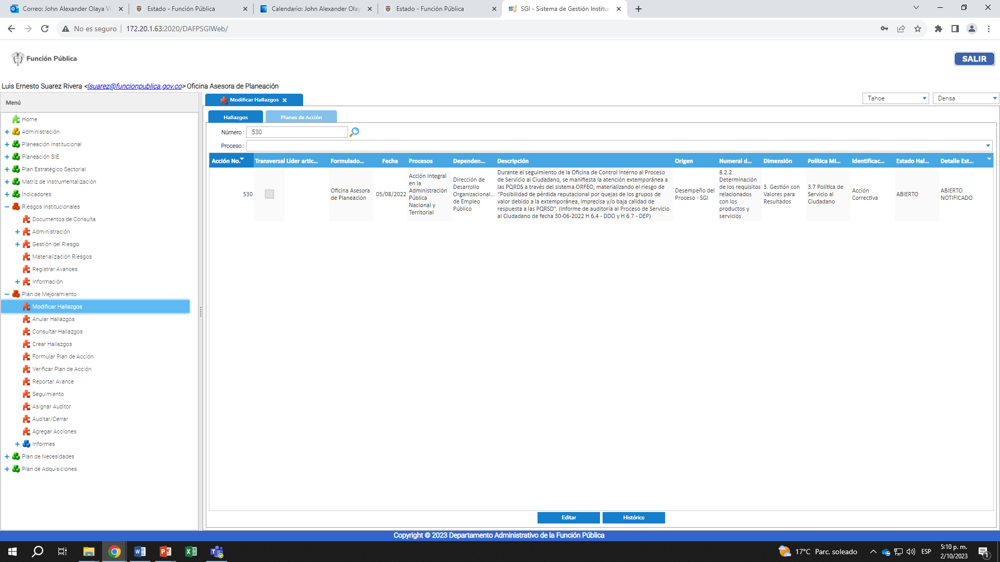 Correo: John Alexander Olaya Vi
Estado - Función Pública
Calendario: John Alexander Olay
Estado - Función Pública
SGI - Sistema de Gestión Instituc
No es seguro
172.20.1.63:2020/DAFPSGIWeb/
Función Pública
SALIR
Luis Ernesto Suarez Rivera <lsuarez@funcionpublica.gov.co> Oficina Asesora de Planeación
Menú
Home
Administración
Planeación Institucional
Planeación SIE
Plan Estratégico Sectorial
Matriz de Instrumentalización
Indicadores
Riesgos Institucionales
Documentos de Consulta
Administración
Gestión del Riesgo
Materialización Riesgos
Registrar Avances
Información
Plan de Mejoramiento
Modificar Hallazgos
Anular Hallazgos
Consultar Hallazgos
Crear Hallazgos
Formular Plan de Acción
Verificar Plan de Acción
Reportar Avance
Seguimiento
Asignar Auditor
Auditar/Cerrar
Agregar Acciones
Informes
Plan de Necesidades
Plan de Adquisiciones
Modificar Hallazgos
Tahoe
Densa
Hallazgos
Planes de Acción
Número : 530
Proceso :
Acción No. Transversal Líder artic... Formulado... Fecha Procesos Dependen... Descripción Origen Numeral d... Dimensión Política MI... Identificac... Estado Hal... Detalle Est...
530
Oficina Asesora
de Planeación
05/08/2022
Acción Integral
en la
Administración
Pública
Nacional y
Territorial
Dirección de
Desarrollo
Organizacional...
de Empleo
Público
Durante el seguimiento de la Oficina de Control Interno al Proceso
de Servicio al Ciudadano, se manifiesta la atención extemporánea a
las PQRDS a través del sistema ORFEO, materializando el riesgo de
“Posibilidad de pérdida reputacional por quejas de los grupos de
valor debido a la extemporánea, imprecisa y/o baja calidad de
respuesta a las PQRSD”. (Informe de auditoría al Proceso de Servicio
al Ciudadano de fecha 30-06-2022 H 6.4 - DDO y H 6.7 - DEP)
Desempeño del
Proceso - SGI
8.2.2
Determinación
de los requisitos
relacionados
con los
productos y
servicios
3. Gestión con
Valores para
Resultados
3.7 Política de
Servicio al
Ciudadano
Acción
Correctiva
ABIERTO
ABIERTO
NOTIFICADO
Editar
Histórico
Copyright © 2023 Departamento Administrativo de la Función Pública
17°C Parc. soleado
ESP
5:10 p. m.
2/10/2023
1